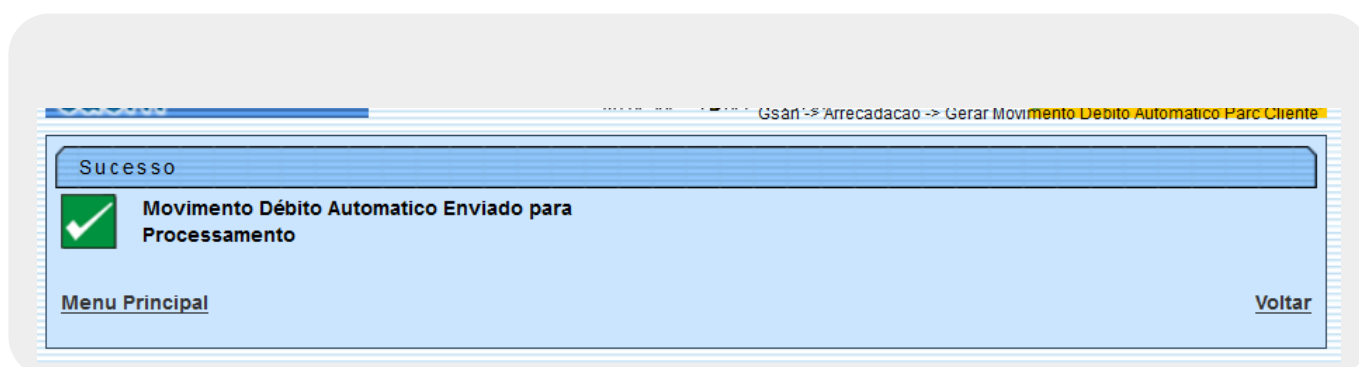 Gsan -> Arrecadacao -> Gerar Movimento Debito Automatico Parc Cliente
Sucesso
Movimento Débito Automatico Enviado para
Processamento
Menu Principal
Voltar